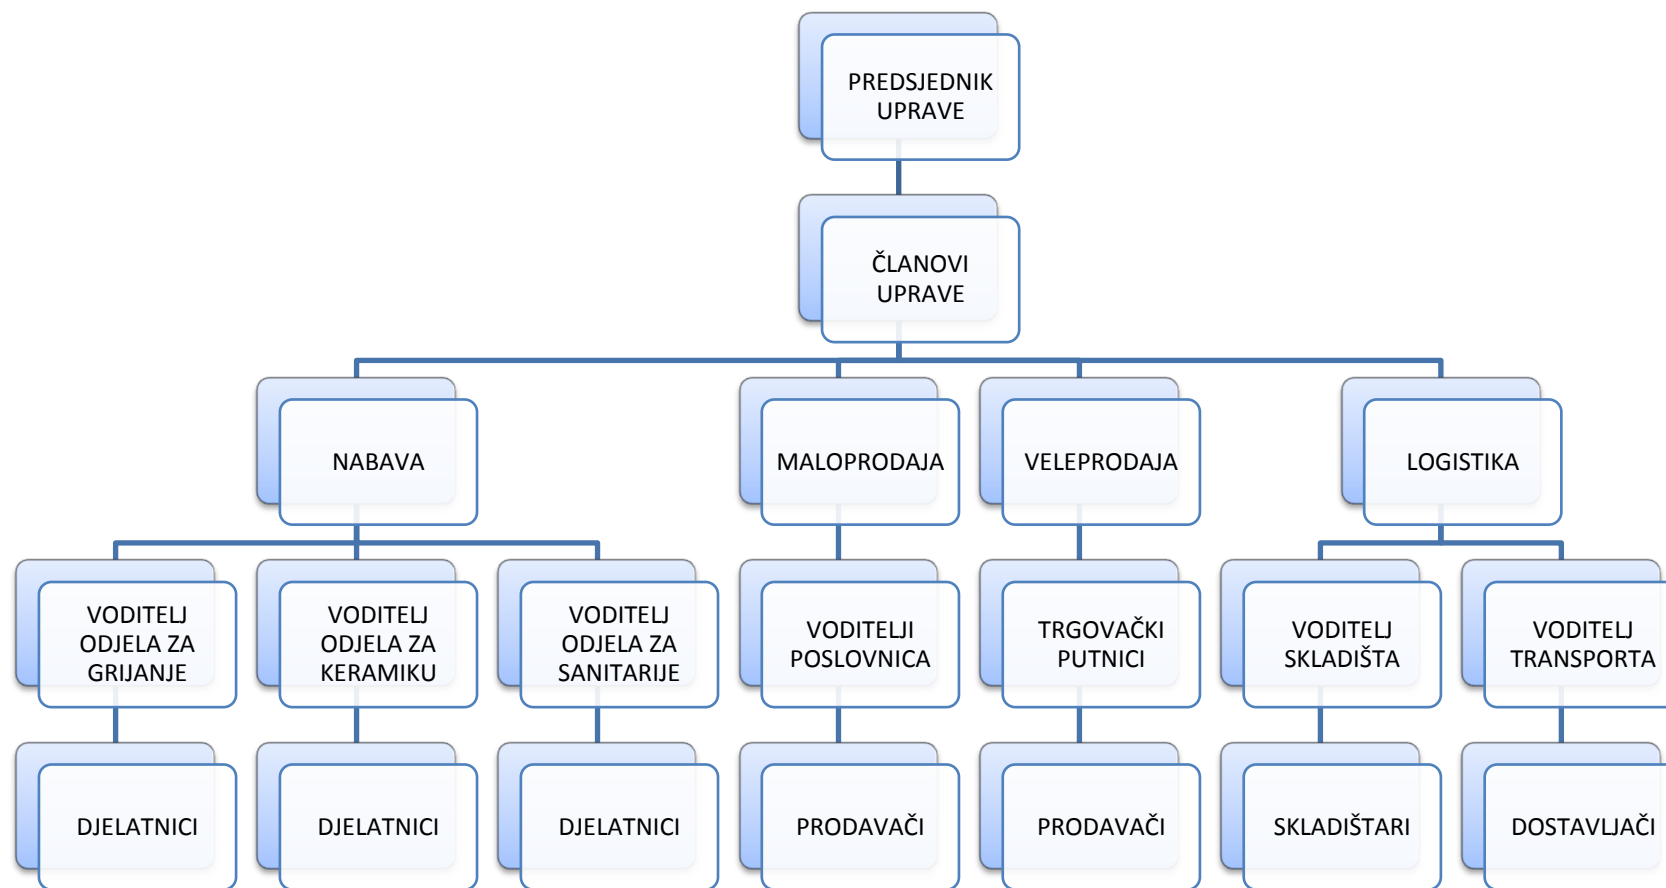 PREDSJEDNIK
UPRAVE
ČLANOVI
UPRAVE
NABAVA
MALOPRODAJA
VELEPRODAJA
LOGISTIKA
VODITELJ
ODJELA ZA
GRIJANJE
VODITELJ
ODJELA ZA
KERAMIKU
VODITELJ
ODJELA ZA
SANITARIJE
VODITELJI
POSLOVNICA
TRGOVAČKI
PUTNICI
VODITELJ
SKLADIŠTA
VODITELJ
TRANSPORTA
DJELATNICI
DJELATNICI
DJELATNICI
PRODAVAČI
PRODAVAČI
SKLADIŠTARI
DOSTAVLJAČI